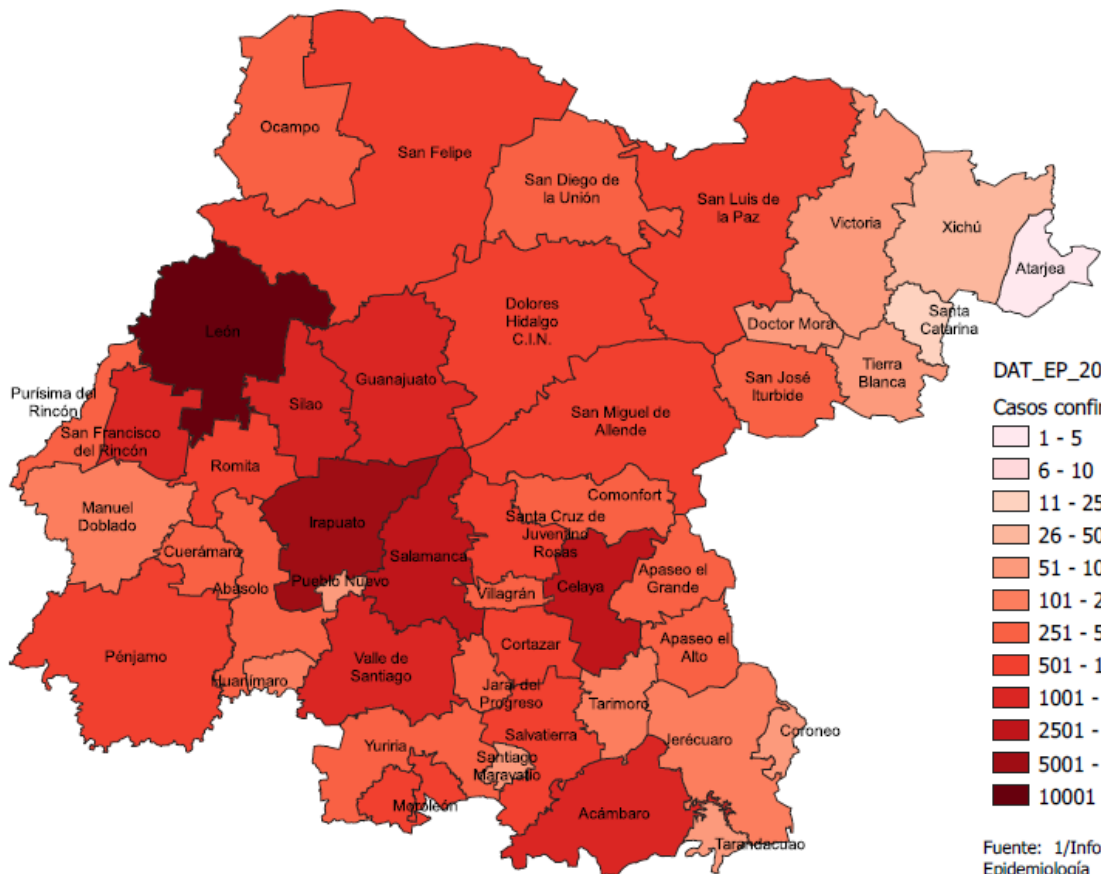 Ocampo
San Felipe
San Diego de
la Unión
San Luis de
la Paz
Victoria
Xichú
Atarjea
Santa
Catarina
Doctor Mora
Tierra
Blanca
San José
Iturbide
Dolores
Hidalgo
C.I.N.
León
Guanajuato
Silao
San Miguel de
Allende
Purísima del
Rincón
San Francisco
del Rincón
Romita
Manuel
Doblado
Irapuato
Salamanca
Comonfort
Santa Cruz de
Juventino
Rosas
Cuerámaro
Abasolo
Pueblo Nuevo
Villagrán
Celaya
Apaseo el
Grande
Pénjamo
Huanímaro
Valle de
Santiago
Cortazar
Apaseo el
Alto
Jaral del
Progreso
Tarimoro
Salvatierra
Jerécuaro
Coroneo
Yuriria
Santiago
Maravatío
Moroleón
Acámbaro
Tarandacuao
DAT_EP_20
Casos confir
1 - 5
6 - 10
11 - 25
26 - 50
51 - 10
101 - 2
251 - 5
501 - 1
1001 -
2501 -
5001 -
10001
Fuente: 1/Info
Epidemiología